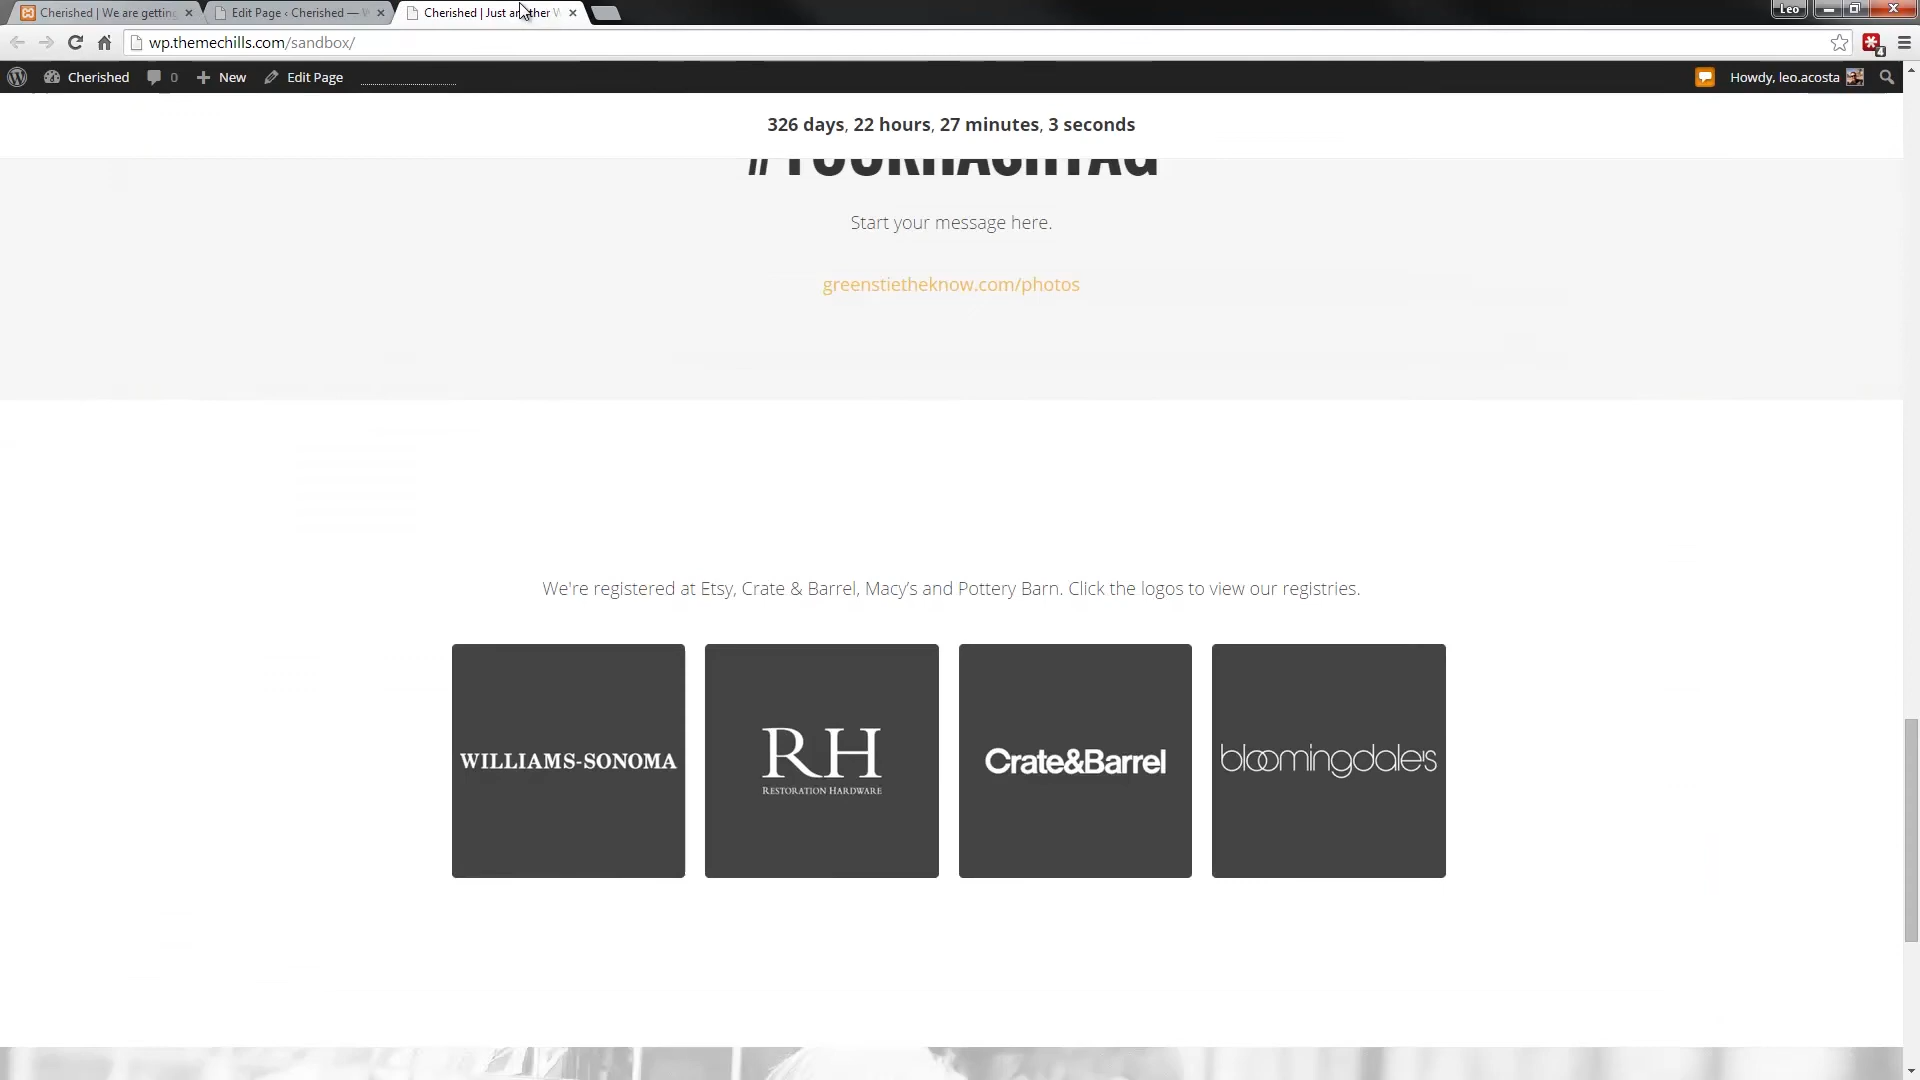 Cherished | We are getting
Edit Page ‹ Cherished —
Cherished | Just another W
Leo
wp.themechills.com/sandbox/
4
Cherished
0
New
Edit Page
Howdy, leo.acosta
326 days, 22 hours, 27 minutes, 3 seconds
#YOURHASHTAG
Start your message here.
greenstietheknow.com/photos
We're registered at Etsy, Crate & Barrel, Macy’s and Pottery Barn. Click the logos to view our registries.
WILLIAMS-SONOMA
RH
RESTORATION HARDWARE
Crate&Barrel
bloomingdale's